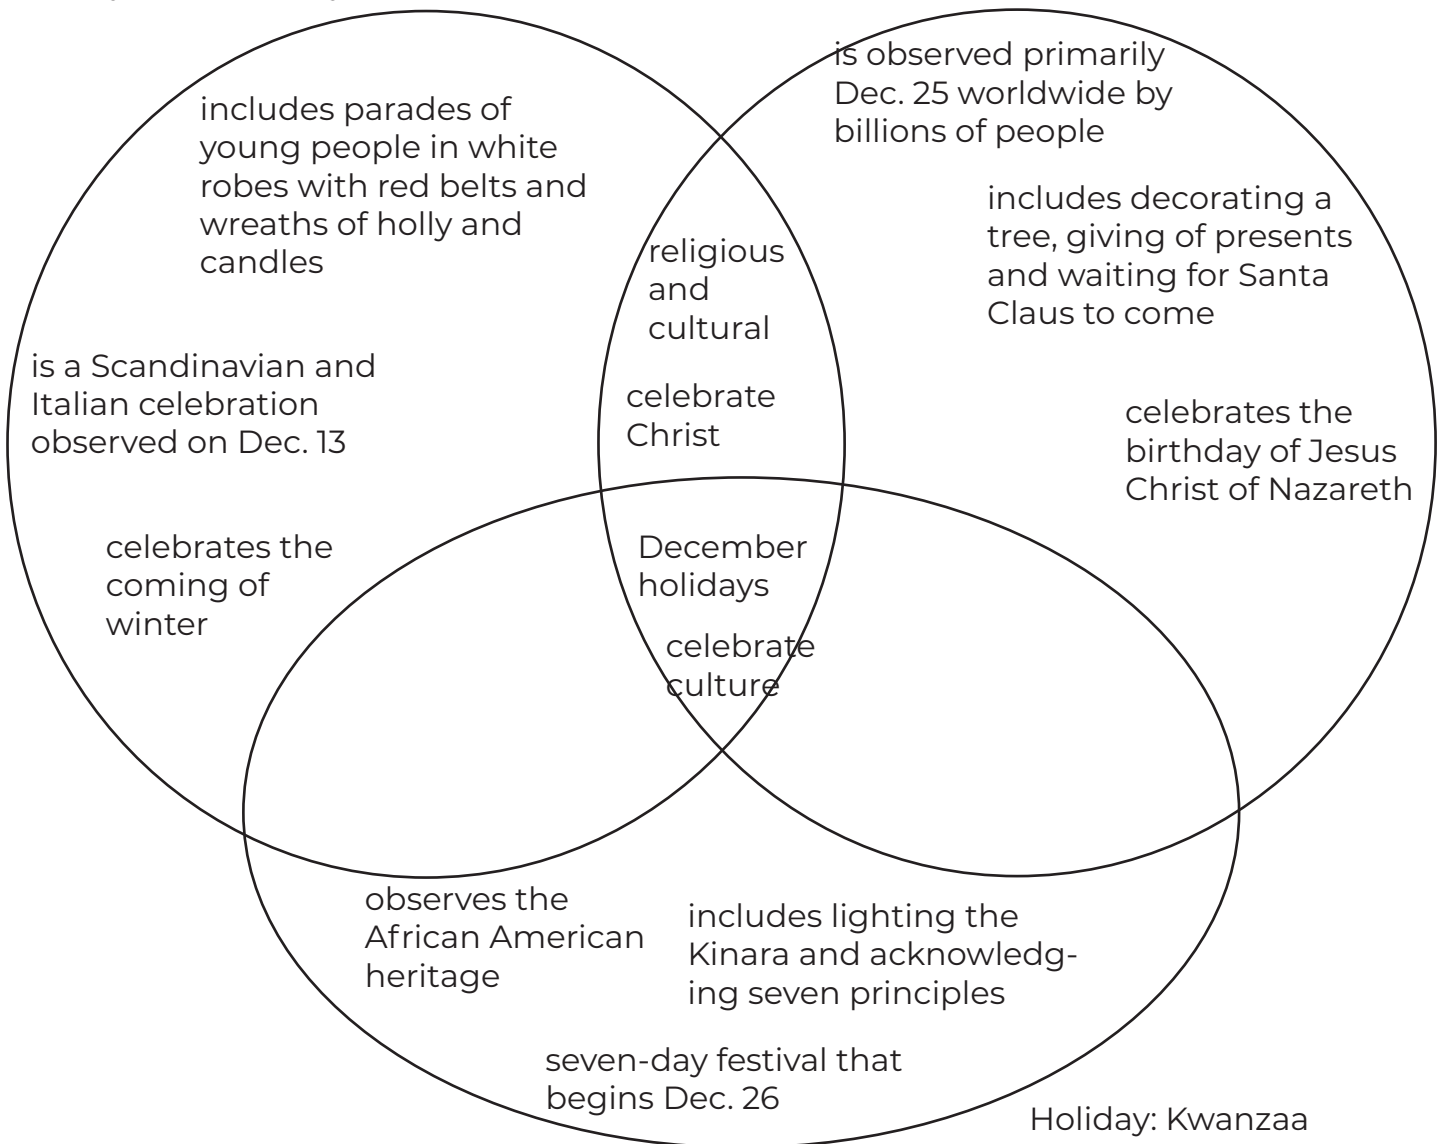 includes parades of
young people in white
robes with red belts and
wreaths of holly and
candles
is a Scandinavian and
Italian celebration
observed on Dec. 13
celebrates the
coming of
winter
religious
and
cultural
celebrate
Christ
December
holidays
celebrate
culture
is observed primarily
Dec. 25 worldwide by
billions of people
includes decorating a
tree, giving of presents
and waiting for Santa
Claus to come
celebrates the
birthday of Jesus
Christ of Nazareth
observes the
African American
heritage
includes lighting the
Kinara and acknowledg-
ing seven principles
seven-day festival that
begins Dec. 26
Holiday: Kwanzaa